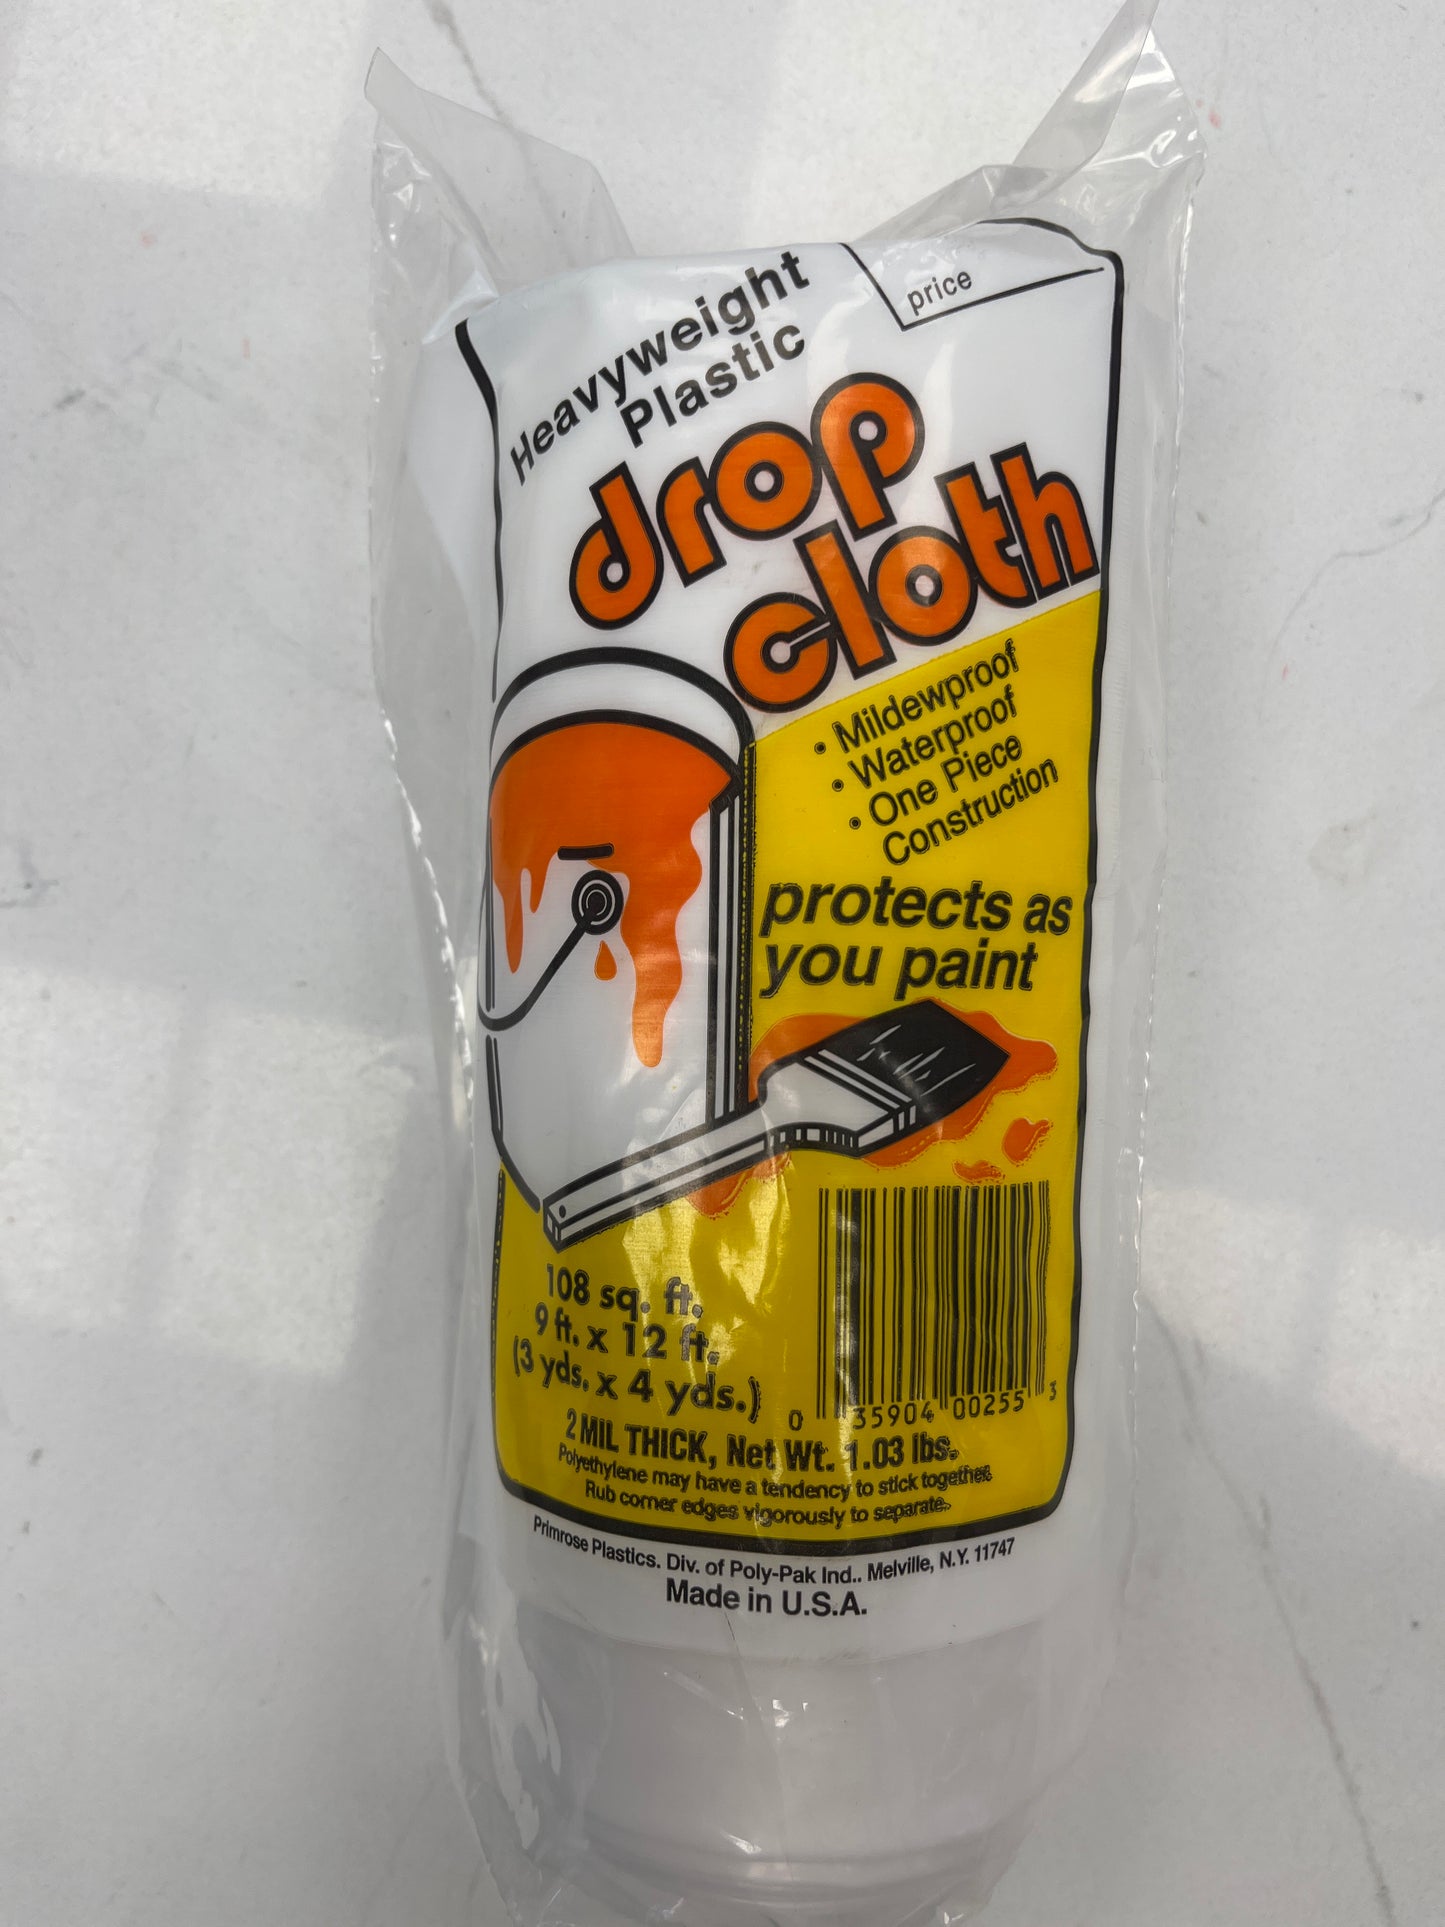 price
Heavyweight
Plastic
drop
cloth
• Mildewproof
• Waterproof
• One Piece
Construction
protects as
you paint
108 sq. ft.
9 ft. x 12 ft.
(3 yds. x 4 yds.)
0 35904 00255 3
2 MIL THICK, Net Wt. 1.03 lbs.
Polyethylene may have a tendency to stick together.
Rub corner edges vigorously to separate.
Primrose Plastics. Div. of Poly-Pak Ind.. Melville, N.Y. 11747
Made in U.S.A.